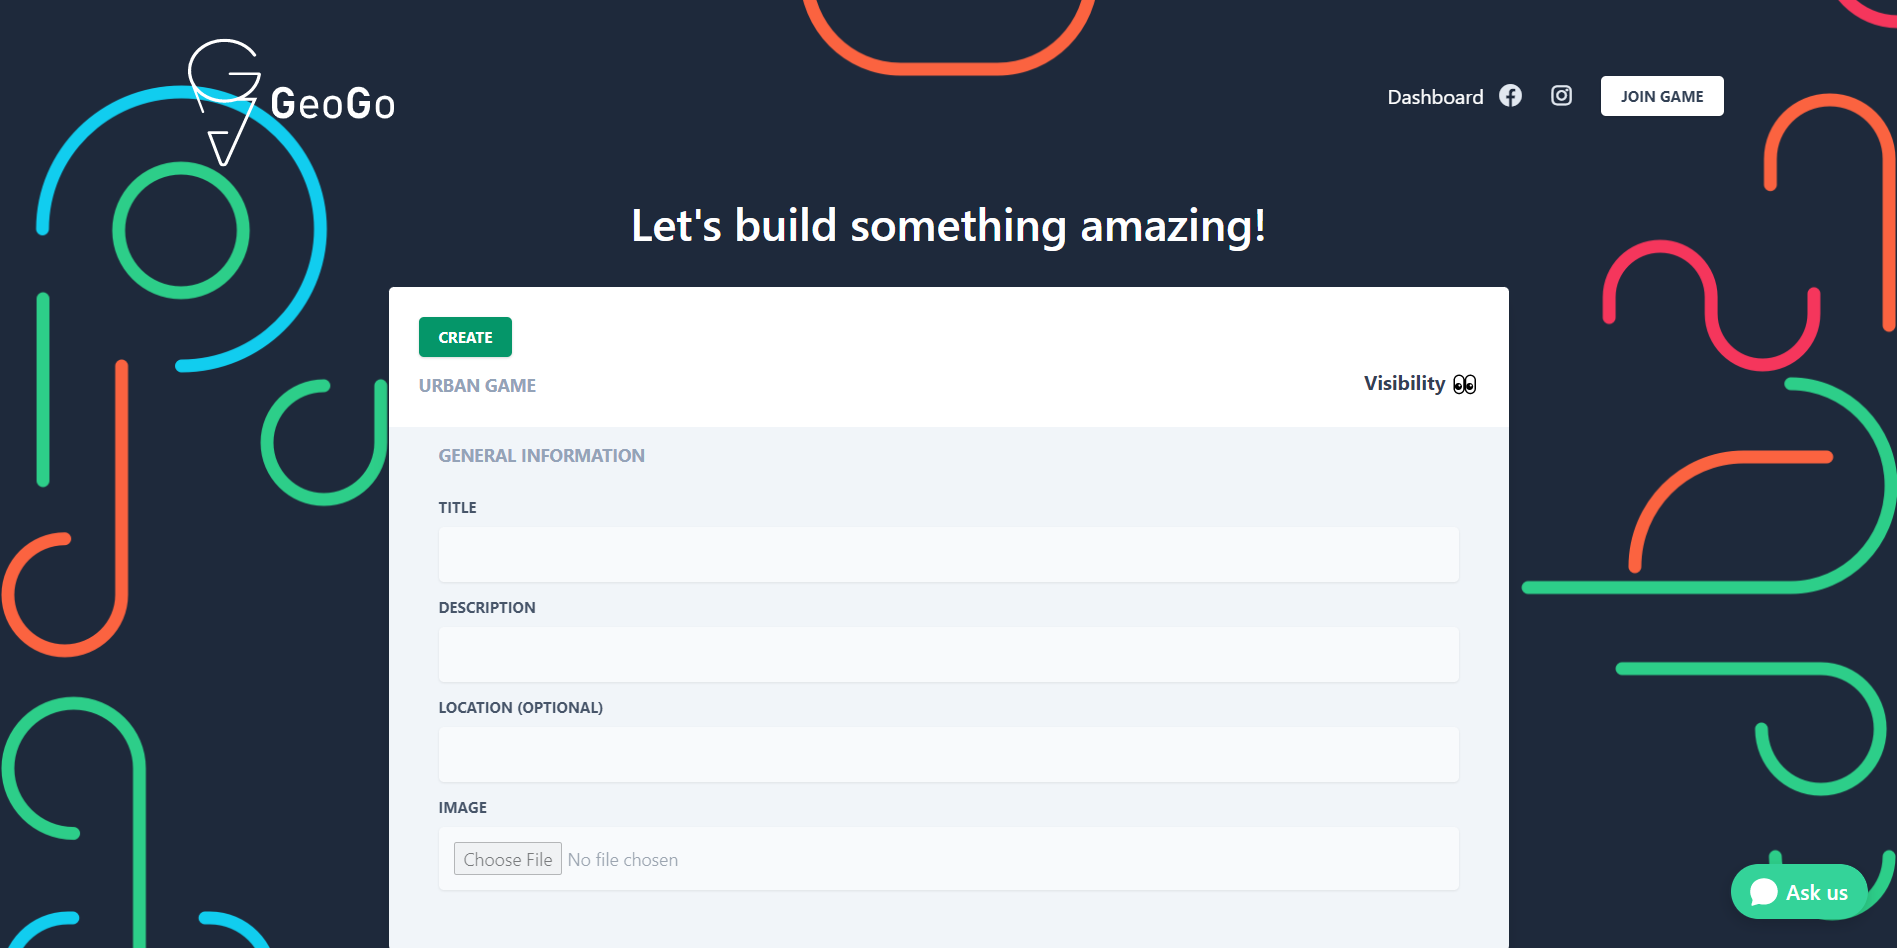 GeoGo
Dashboard
JOIN GAME
Let's build something amazing!
CREATE
URBAN GAME
Visibility 👀
GENERAL INFORMATION
TITLE
DESCRIPTION
LOCATION (OPTIONAL)
IMAGE
Choose File No file chosen
Ask us